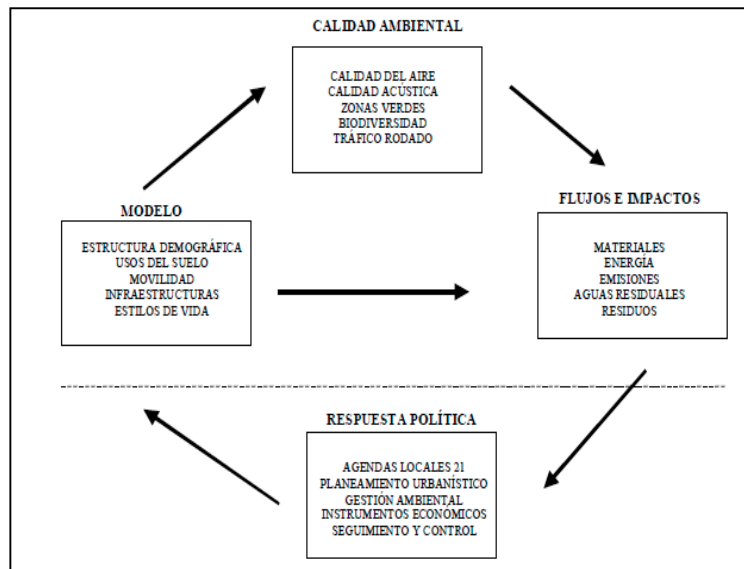 CALIDAD AMBIENTAL
CALIDAD DEL AIRE
CALIDAD ACÚSTICA
ZONAS VERDES
BIODIVERSIDAD
TRÁFICO RODADO
MODELO
ESTRUCTURA DEMOGRÁFICA
USOS DEL SUELO
MOVILIDAD
INFRAESTRUCTURAS
ESTILOS DE VIDA
FLUJOS E IMPACTOS
MATERIALES
ENERGÍA
EMISIONES
AGUAS RESIDUALES
RESIDUOS
RESPUESTA POLÍTICA
AGENDAS LOCALES 21
PLANEAMIENTO URBANÍSTICO
GESTIÓN AMBIENTAL
INSTRUMENTOS ECONÓMICOS
SEGUIMIENTO Y CONTROL